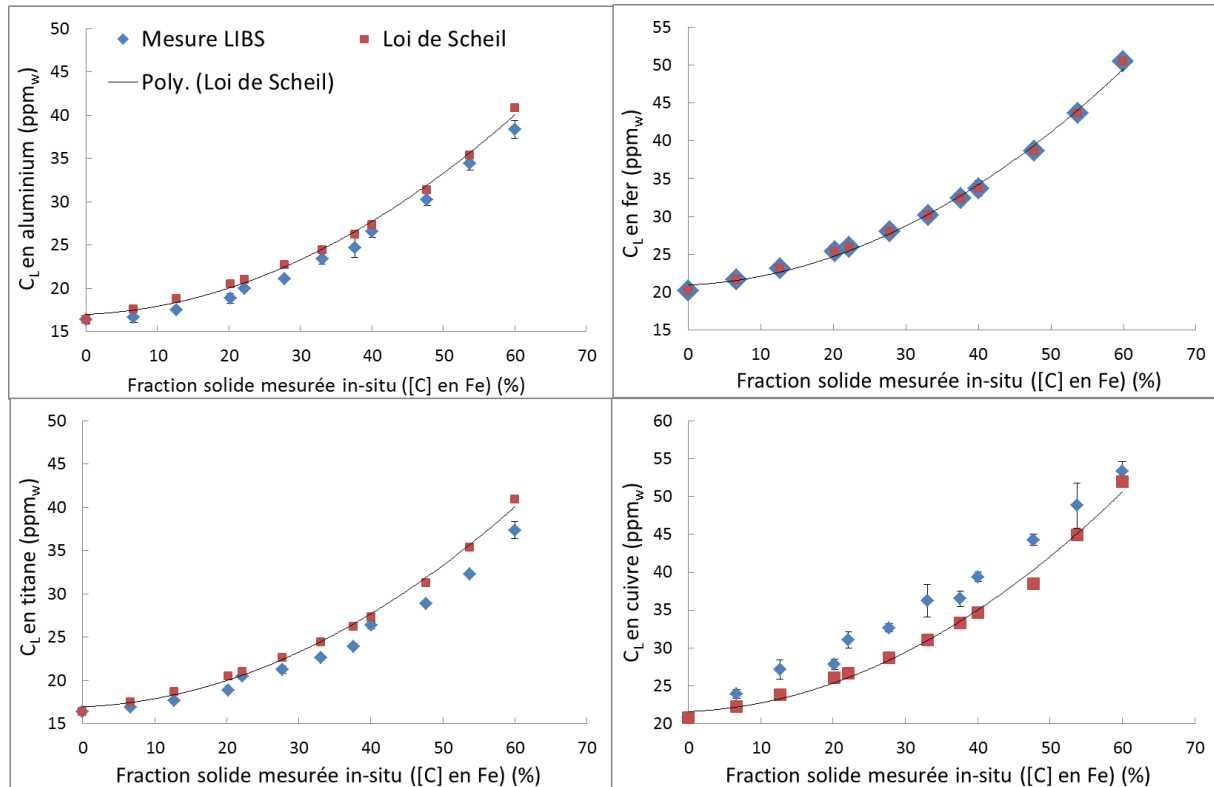 50
45
40
35
30
25
20
15
0 10 20 30 40 50 60 70
C_L en aluminium (ppm_w)
Fraction solide mesurée in-situ ([C] en Fe) (%)
Mesure LIBS
Loi de Scheil
Poly. (Loi de Scheil)
55
50
45
40
35
30
25
20
15
0 10 20 30 40 50 60 70
C_L en fer (ppm_w)
Fraction solide mesurée in-situ ([C] en Fe) (%)
50
45
40
35
30
25
20
15
0 10 20 30 40 50 60 70
C_L en titane (ppm_w)
Fraction solide mesurée in-situ ([C] en Fe) (%)
60
55
50
45
40
35
30
25
20
0 10 20 30 40 50 60 70
C_L en cuivre (ppm_w)
Fraction solide mesurée in-situ ([C] en Fe) (%)